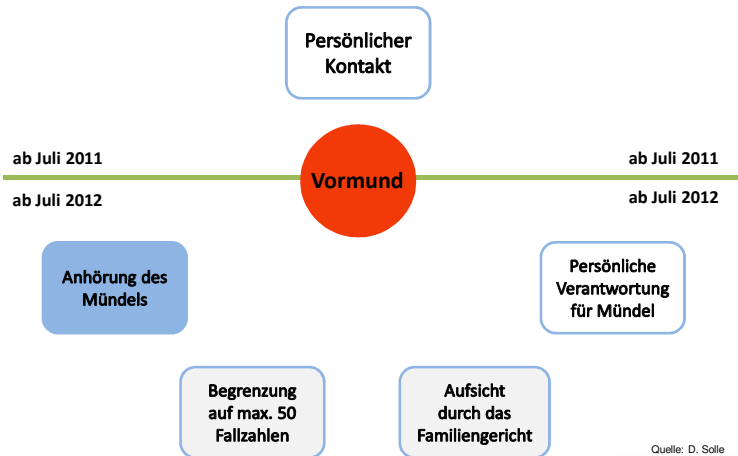 Persönlicher
Kontakt
ab Juli 2011
ab Juli 2011
Vormund
ab Juli 2012
ab Juli 2012
Anhörung des
Mündels
Persönliche
Verantwortung
für Mündel
Begrenzung
auf max. 50
Fallzahlen
Aufsicht
durch das
Familiengericht
Quelle: D. Solle